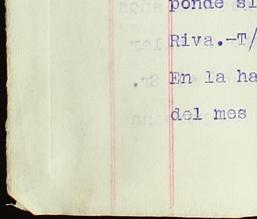 ponde si
Riva.-T/
En la ha
del mes